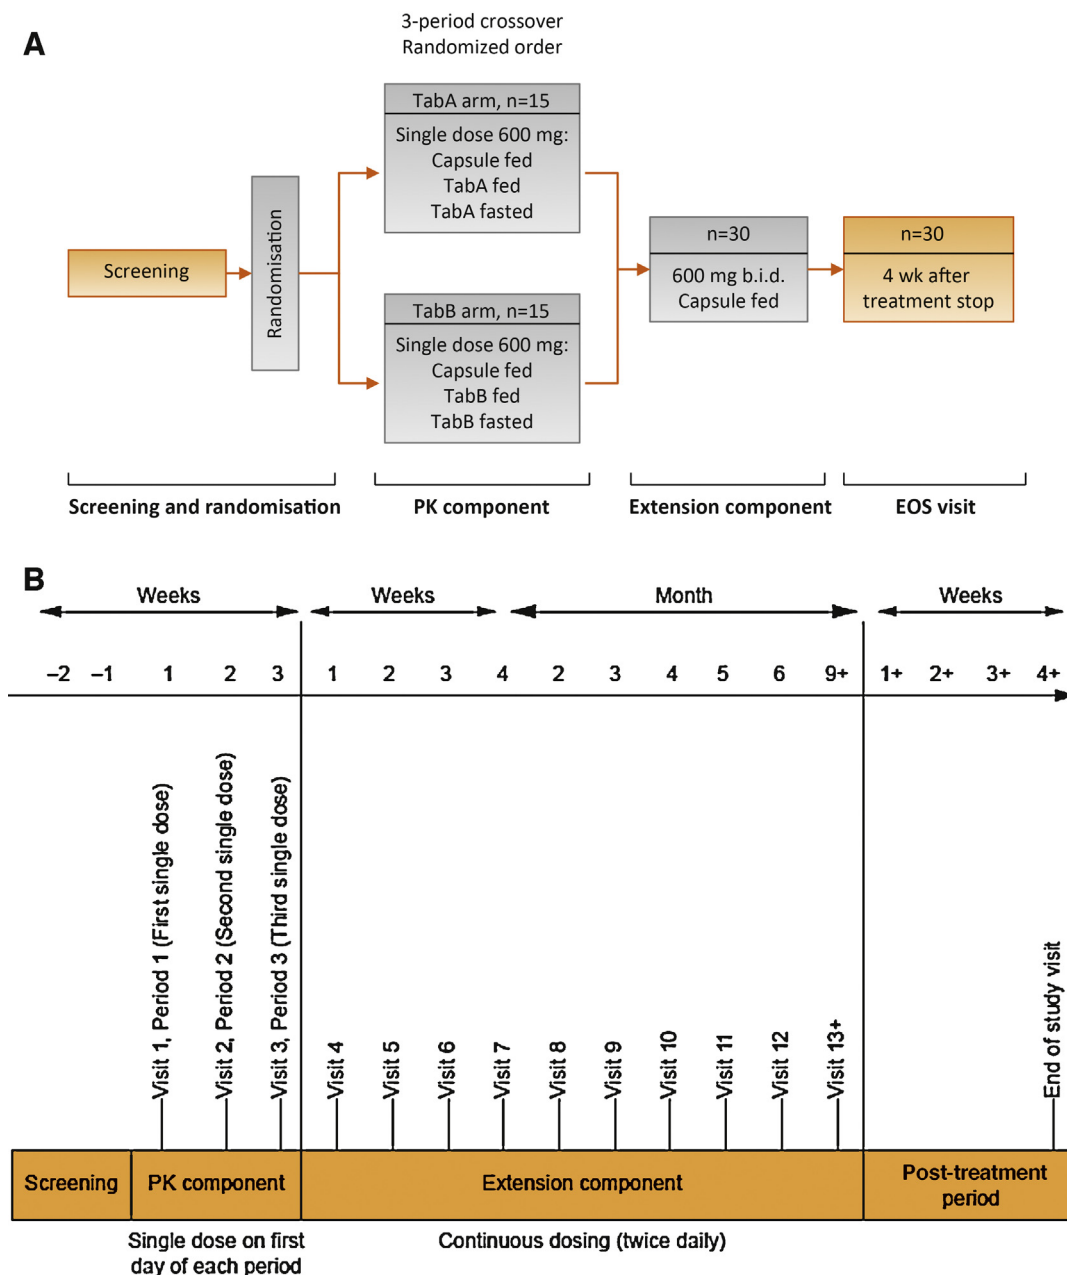 A
3-period crossover
Randomized order
TabA arm, n=15
Single dose 600 mg:
Capsule fed
TabA fed
TabA fasted
Screening
Randomisation
TabB arm, n=15
Single dose 600 mg:
Capsule fed
TabB fed
TabB fasted
n=30
600 mg b.i.d.
Capsule fed
n=30
4 wk after
treatment stop
Screening and randomisation
PK component
Extension component
EOS visit
B
Weeks
Weeks
Month
Weeks
–2 –1 1 2 3 1 2 3 4 2 3 4 5 6 9+ 1+ 2+ 3+ 4+
Visit 1, Period 1 (First single dose)
Visit 2, Period 2 (Second single dose)
Visit 3, Period 3 (Third single dose)
Visit 4
Visit 5
Visit 6
Visit 7
Visit 8
Visit 9
Visit 10
Visit 11
Visit 12
Visit 13+
End of study visit
Screening
PK component
Extension component
Post-treatment
period
Single dose on first
day of each period
Continuous dosing (twice daily)